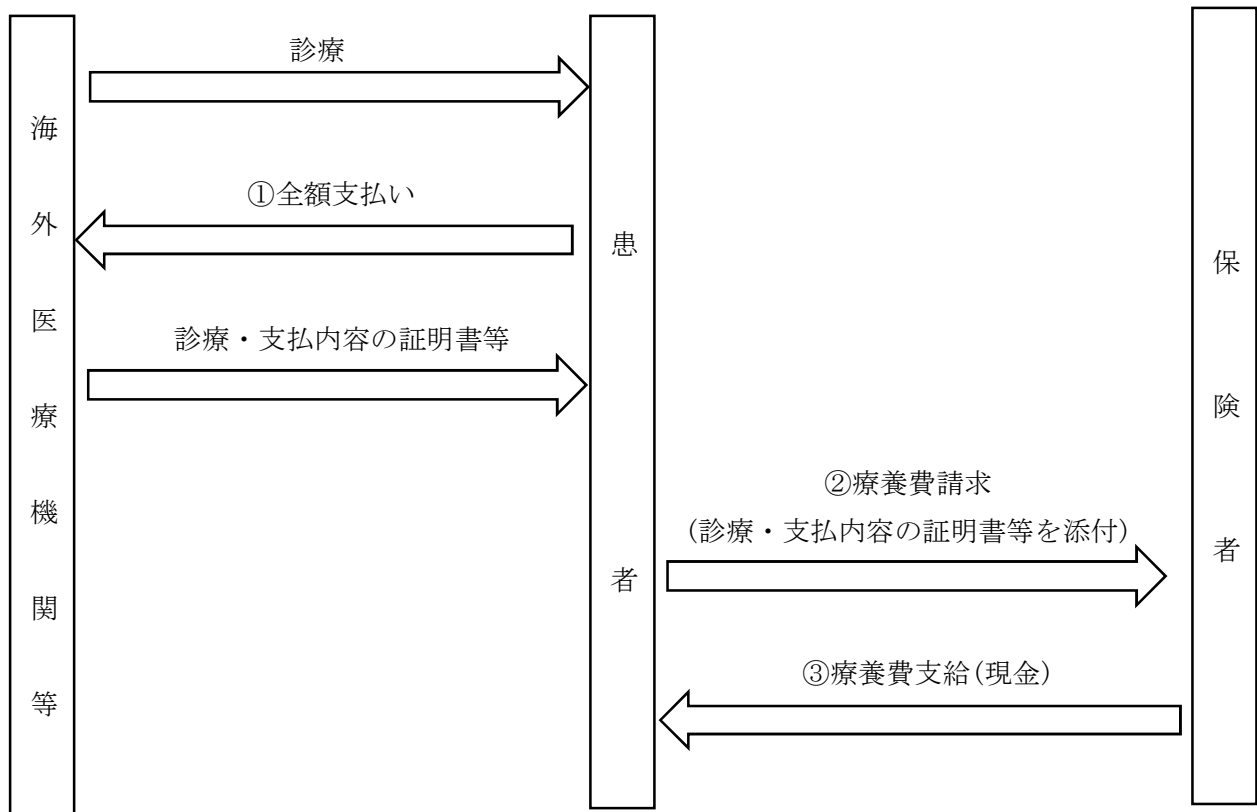 診療
①全額支払い
診療・支払内容の証明書等
海外医療機関等
患者
保険者
②療養費請求
(診療・支払内容の証明書等を添付)
③療養費支給(現金)